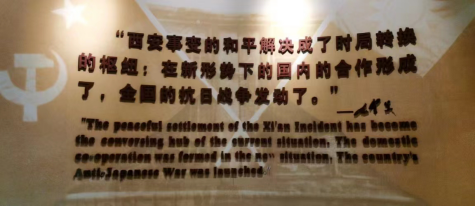 “西安事变的和平解决成了时局转换
的枢纽：在新形势下的国内的合作形成
了，全国的抗日战争发动了。”
"The peaceful settlement of the Xi'an Incident has become
the conversing hub of the current situation. The domestic
co-operation was formed in the new situation. The country's
Anti-Japanese War was launched